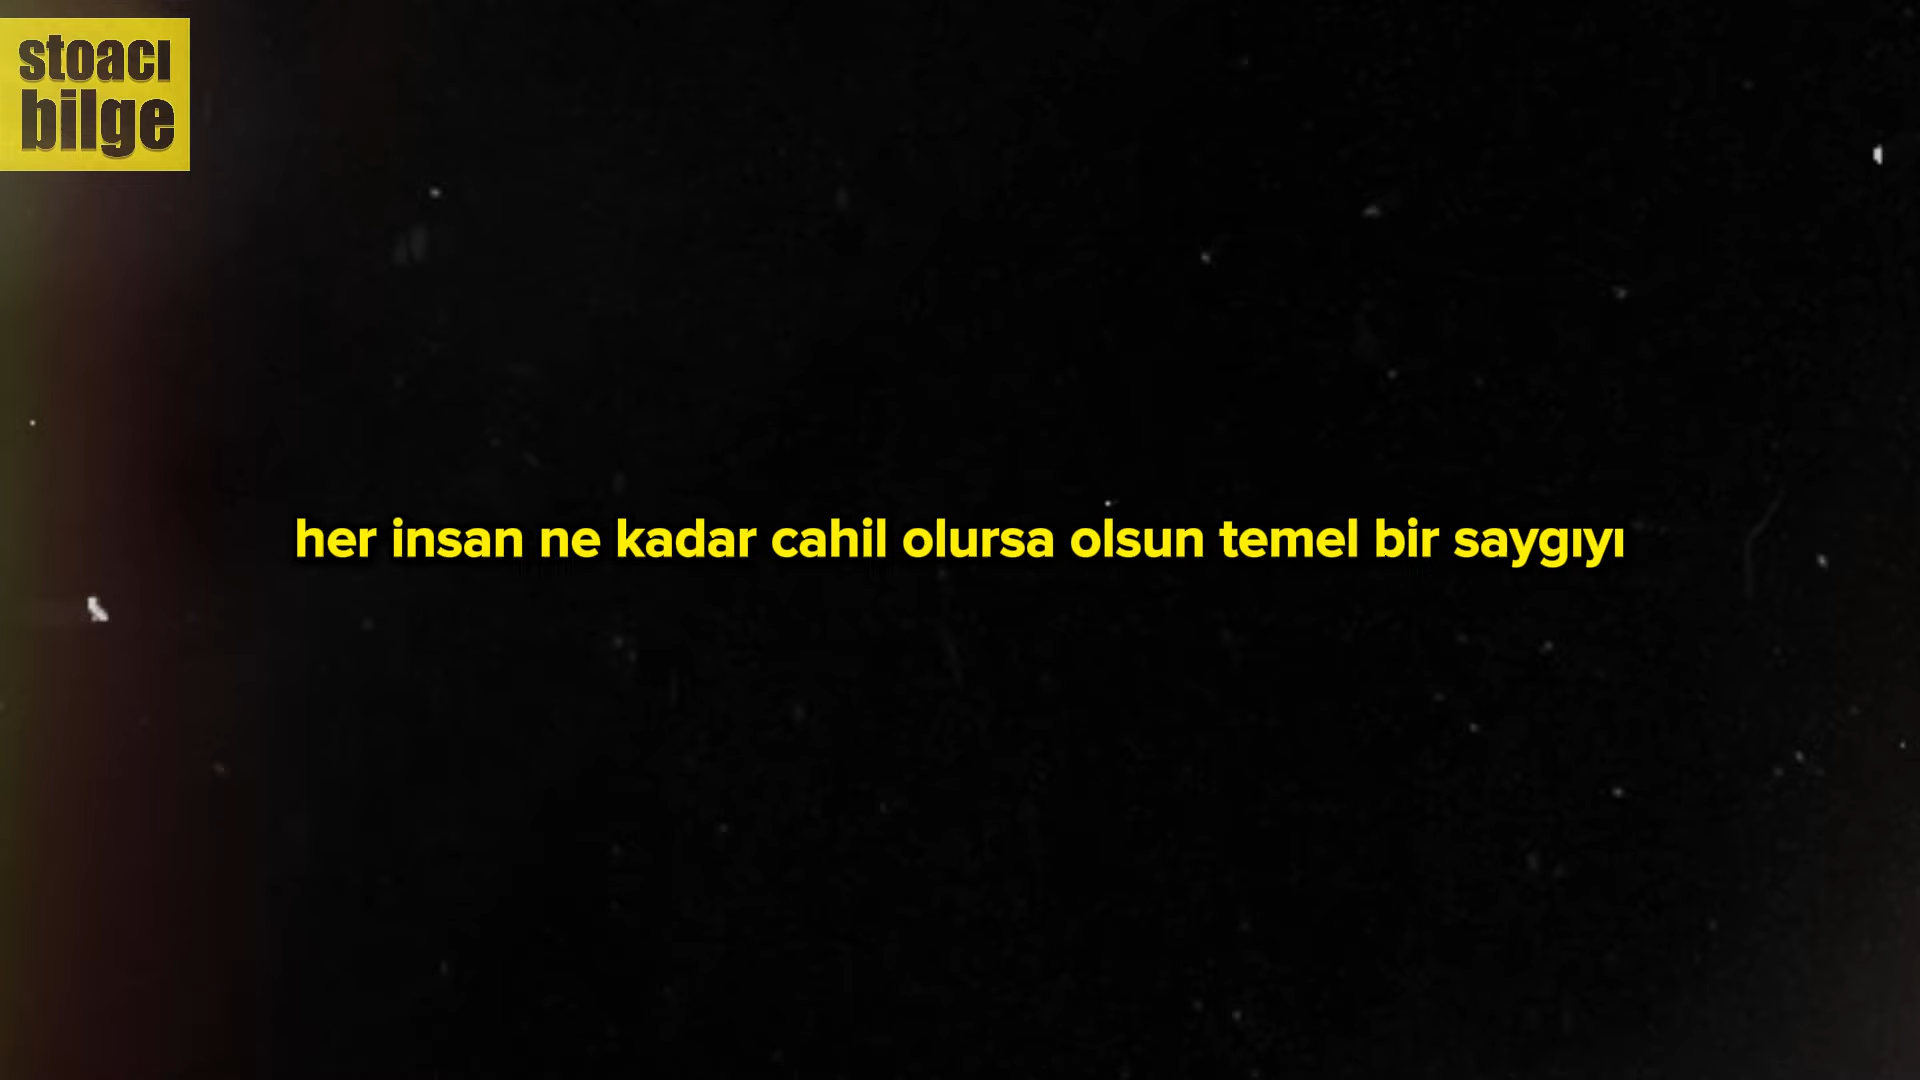 stoacı
bilge
her insan ne kadar cahil olursa olsun temel bir saygıyı